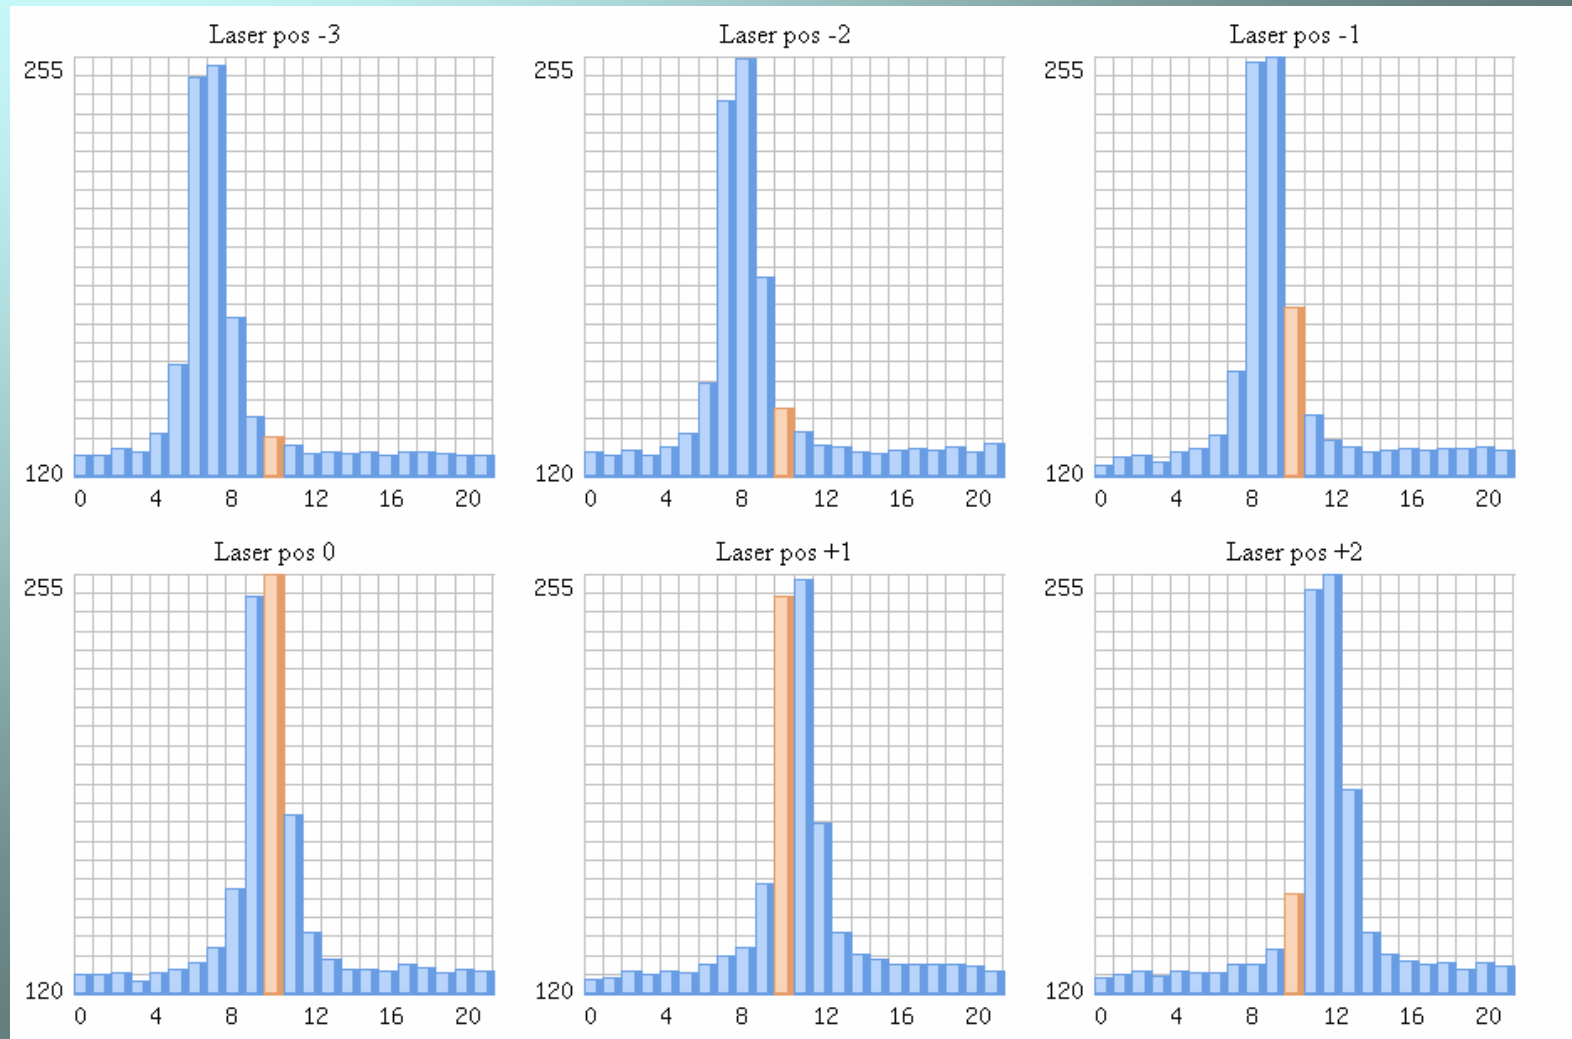 Laser pos -3
255
120
0 4 8 12 16 20
Laser pos -2
255
120
0 4 8 12 16 20
Laser pos -1
255
120
0 4 8 12 16 20
Laser pos 0
255
120
0 4 8 12 16 20
Laser pos +1
255
120
0 4 8 12 16 20
Laser pos +2
255
120
0 4 8 12 16 20